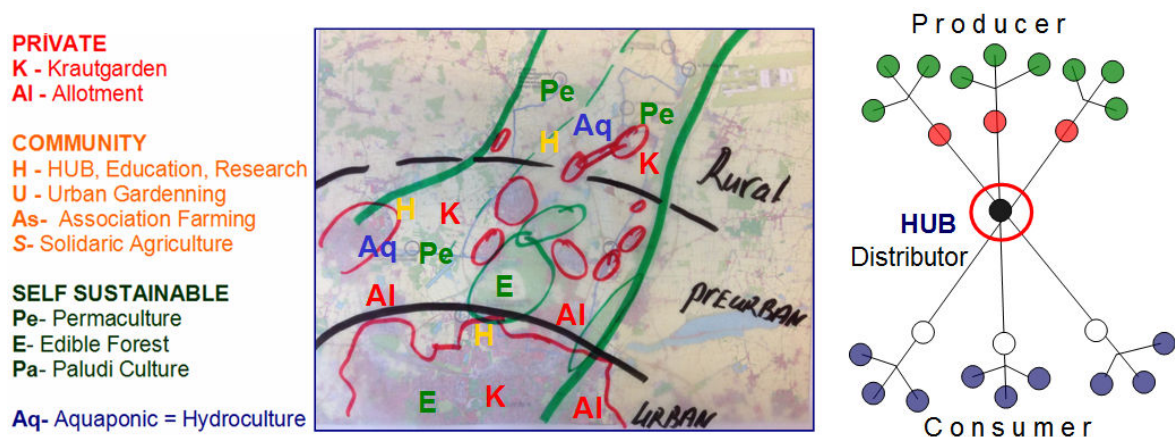 PRIVATE
K - Krautgarden
Al - Allotment
COMMUNITY
H - HUB, Education, Research
U - Urban Gardenning
As- Association Farming
S- Solidaric Agriculture
SELF SUSTAINABLE
Pe- Permaculture
E- Edible Forest
Pa- Paludi Culture
Aq- Aquaponic = Hydroculture
Pe
Aq
Pe
H
K
Rural
H
K
Aq
Pe
Al
E
Al
PREURBAN
H
E
K
Al
URBAN
Producer
HUB
Distributor
Consumer